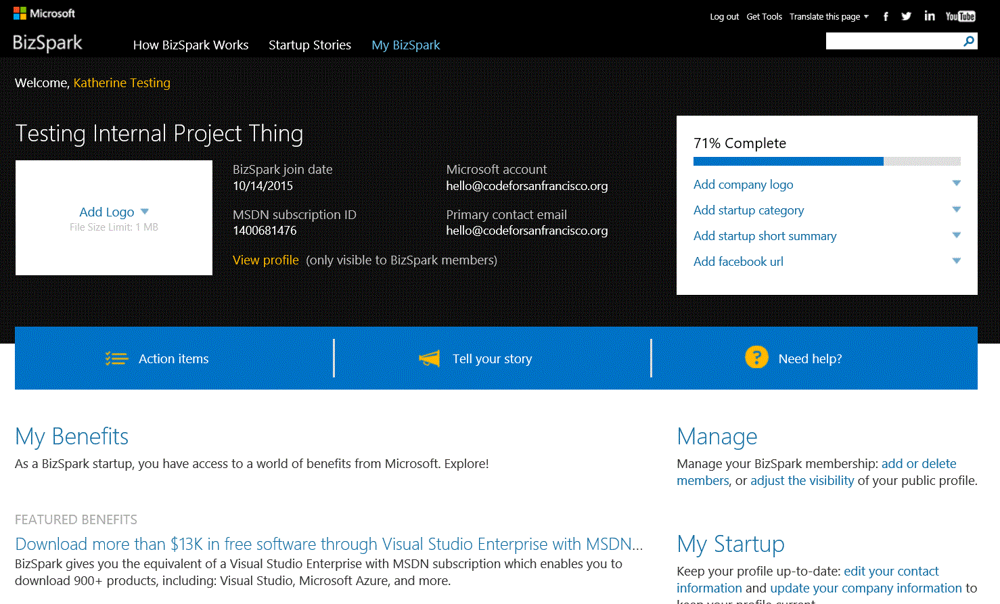 Microsoft
Log out Get Tools Translate this page
f in You Tube
BizSpark How BizSpark Works Startup Stories My BizSpark
Welcome, Katherine Testing
Testing Internal Project Thing
Add Logo
File Size Limit: 1 MB
BizSpark join date
10/14/2015
MSDN subscription ID
1400681476
Microsoft account
hello@codeforsanfrancisco.org
Primary contact email
hello@codeforsanfrancisco.org
View profile (only visible to BizSpark members)
71% Complete
Add company logo
Add startup category
Add startup short summary
Add facebook url
Action items
Tell your story
? Need help?
My Benefits
As a BizSpark startup, you have access to a world of benefits from Microsoft. Explore!
FEATURED BENEFITS
Download more than $13K in free software through Visual Studio Enterprise with MSDN...
BizSpark gives you the equivalent of a Visual Studio Enterprise with MSDN subscription which enables you to
download 900+ products, including: Visual Studio, Microsoft Azure, and more.
Manage
Manage your BizSpark membership: add or delete
members, or adjust the visibility of your public profile.
My Startup
Keep your profile up-to-date: edit your contact
information and update your company information to
keep your profile current